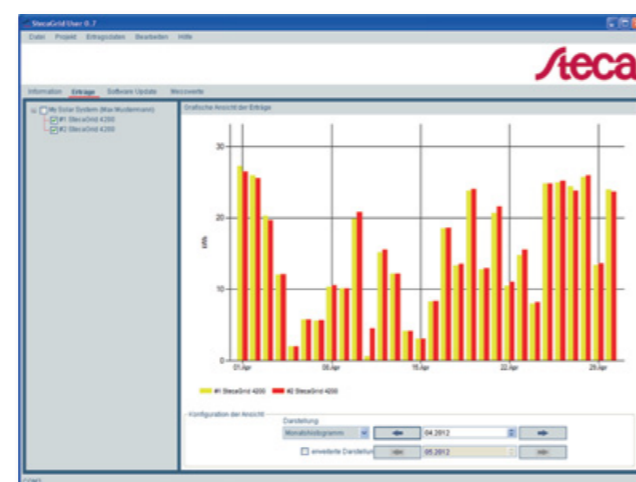 StecaGrid User 0.7
Datei Projekt Ertragsdaten Bearbeiten Hilfe
Steca
Information Erträge Software Update Messwerte
My Solar System (Max Mustermann)
#1 StecaGrid 4200
#2 StecaGrid 4200
Grafische Ansicht der Erträge
30
20
10
0
kWh
01.Apr 08.Apr 15.Apr 22.Apr 29.Apr
#1 StecaGrid 4200 #2 StecaGrid 4200
Konfiguration der Ansicht
Darstellung
Monatshistogramm 04.2012
erweiterte Darstellun 05.2012